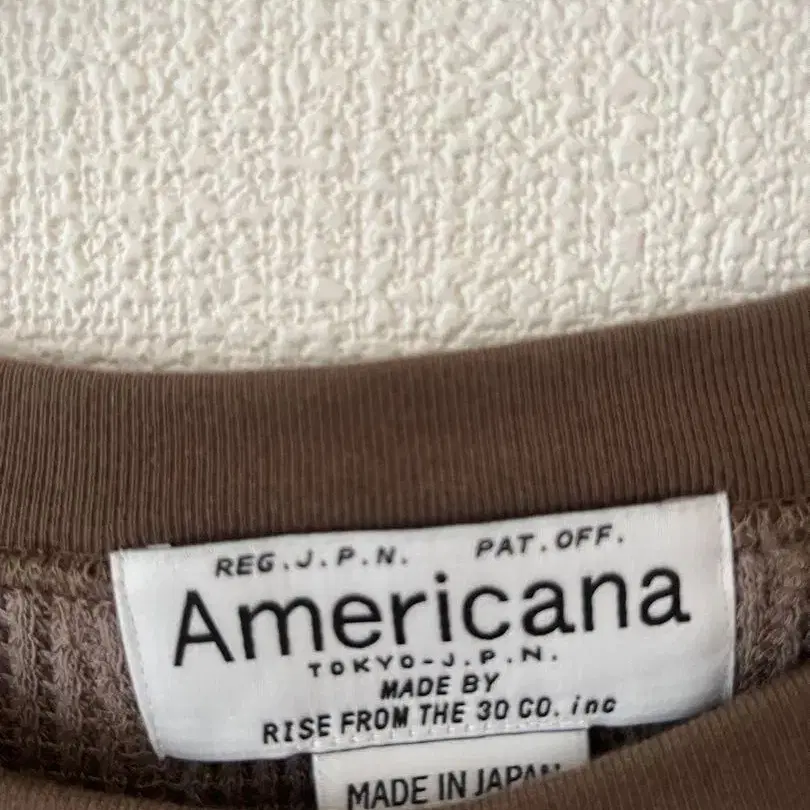 REG.J.P.N. PAT.OFF.
Americana
TOKYO-J.P.N.
MADE BY
RISE FROM THE 30 CO. inc
MADE IN JAPAN